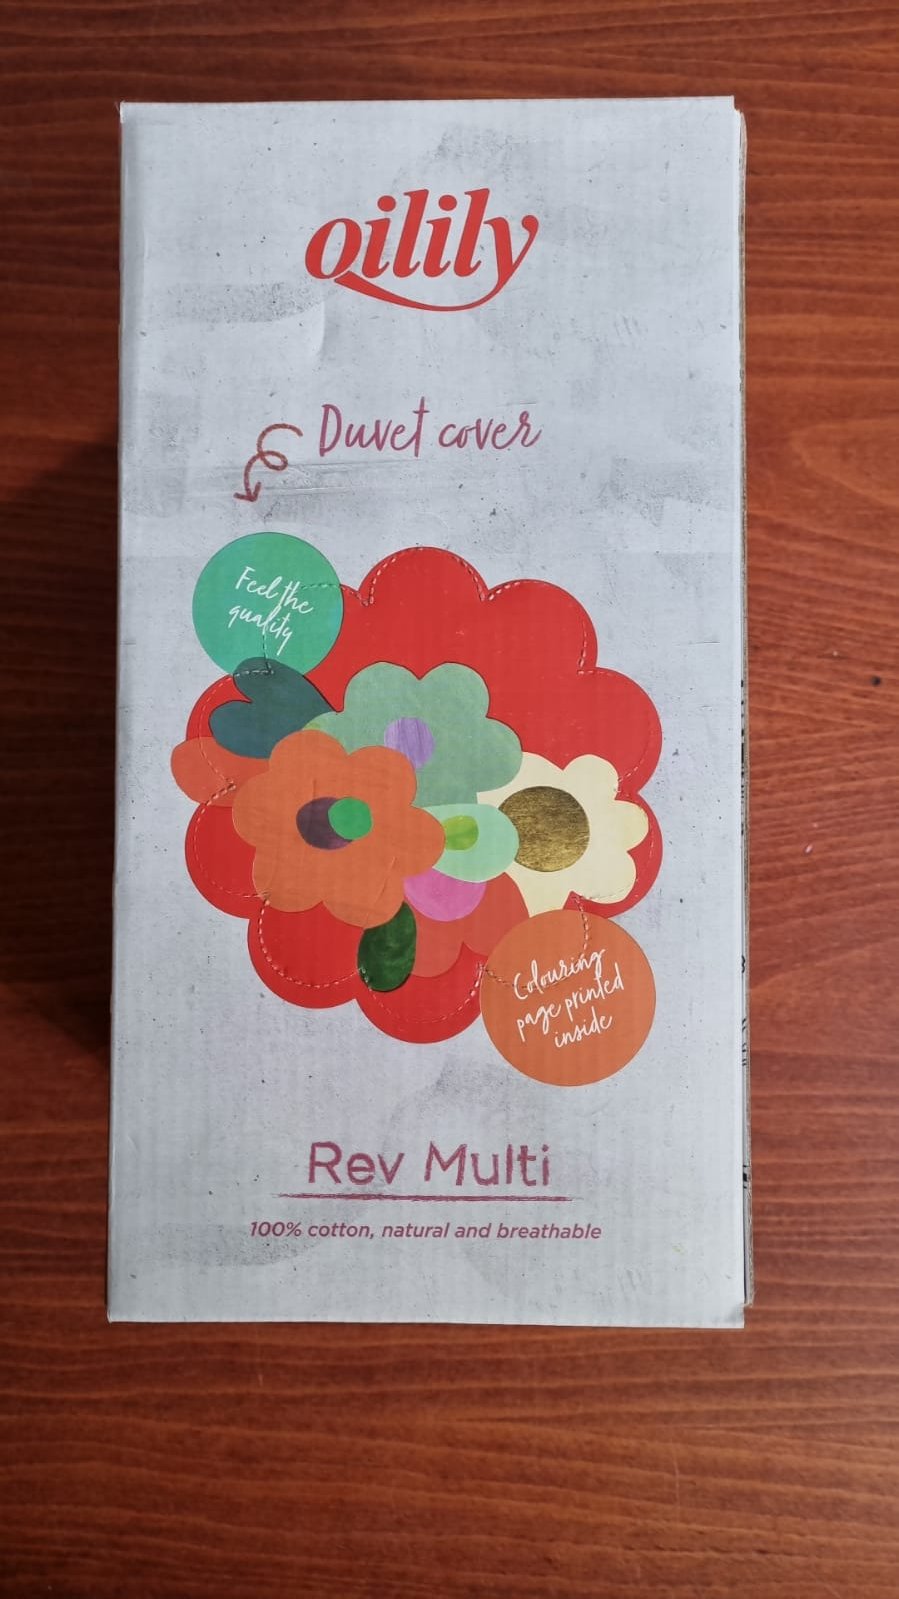 Oilily
Duvet cover
Feel the
quality
Colouring
page printed
inside
Rev Multi
100% cotton, natural and breathable